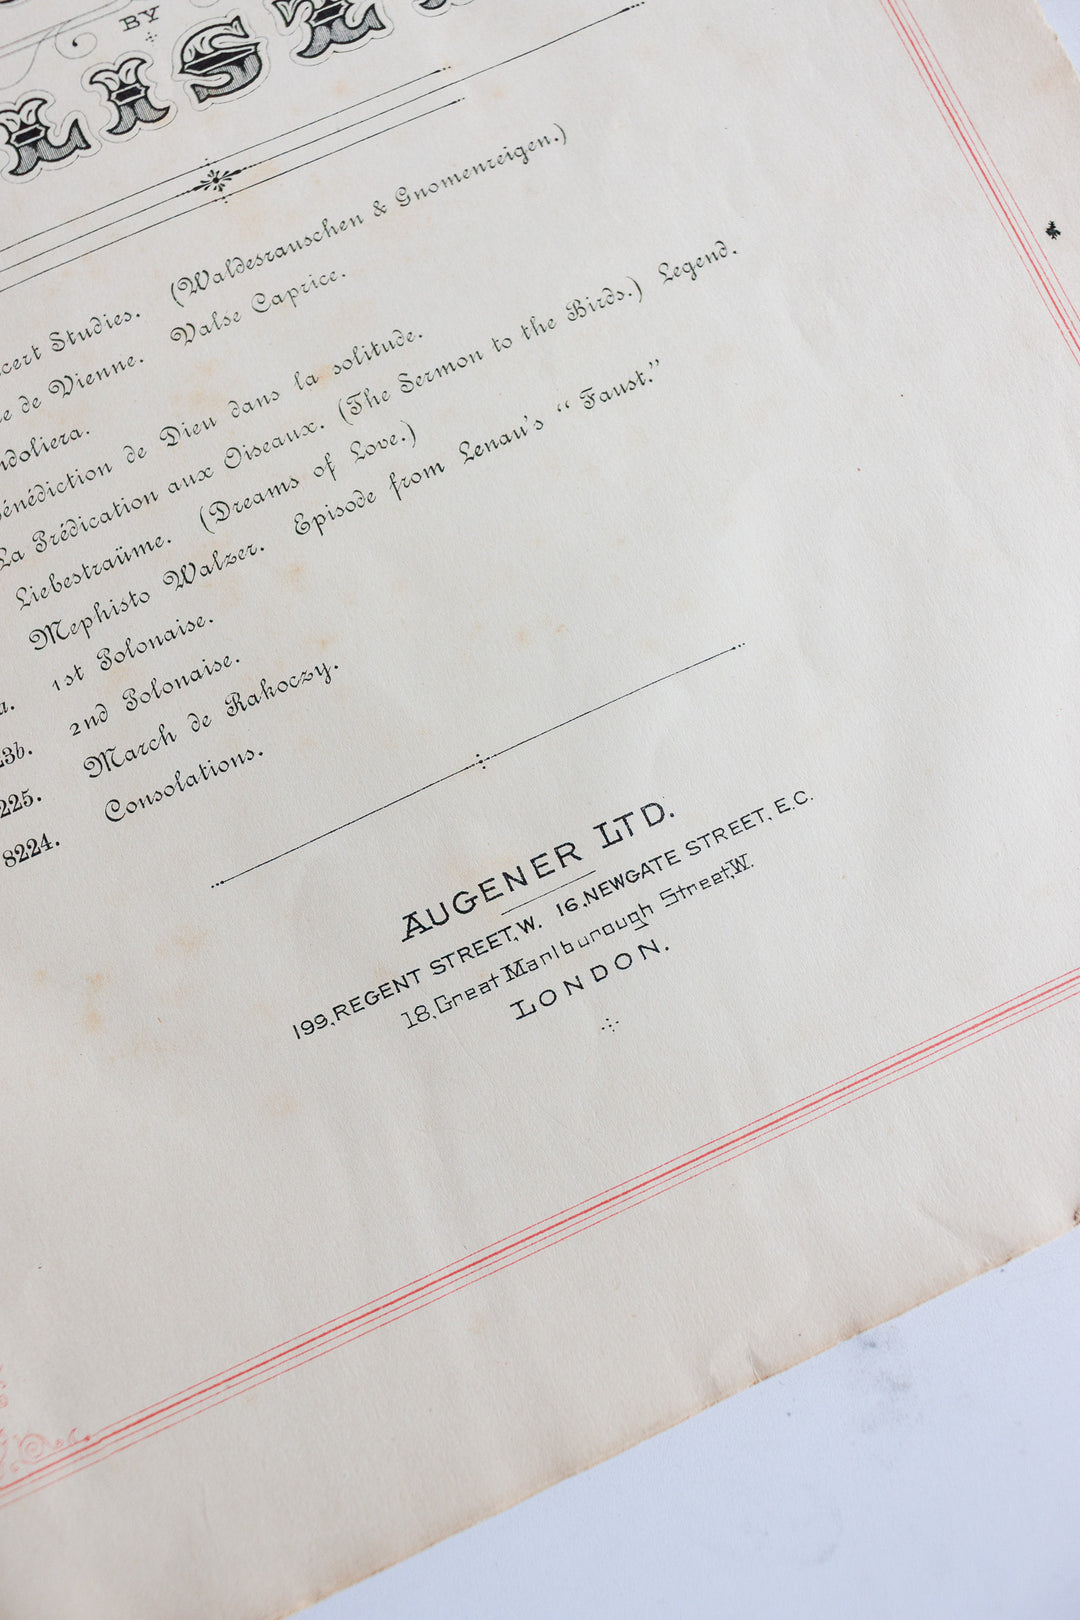 BY
LISZT
cert Studies. (Waldesrauschen & Gnomenreigen.)
de Vienne. Valse Caprice.
ndoliera.
énédiction de Dieu dans la solitude.
La Prédication aux Oiseaux. (The Sermon to the Birds.) Legend.
Liebestraüme. (Dreams of Love.)
Mephisto Walzer. Episode from Lenau's "Faust."
a. 1st Polonaise.
23b. 2nd Polonaise.
225. March de Rakoczy.
8224. Consolations.
AUGENER LTD.
199, REGENT STREET, W. 16, NEWGATE STREET, E.C.
18, Great Marlburough Street, W.
LONDON.